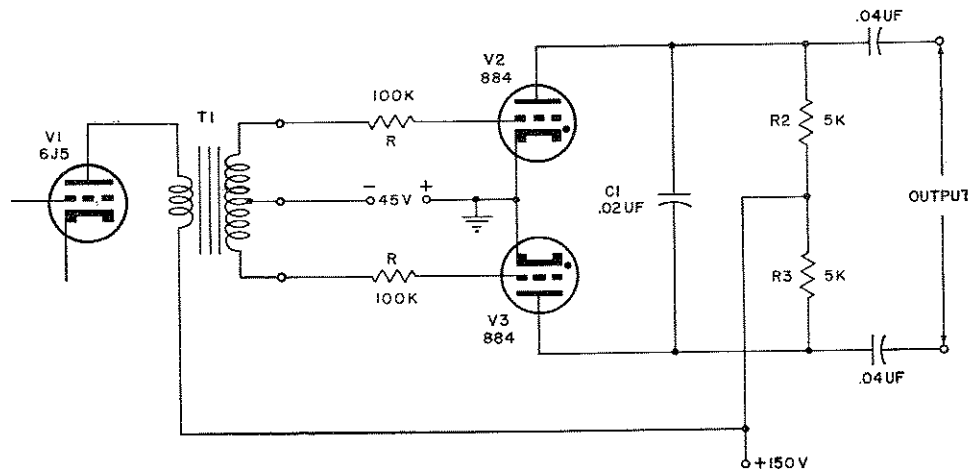 .04UF
V2
884
100K
R
T1
V1
6J5
R2
5K
C1
.02UF
- 45V +
OUTPUT
R
100K
R3
5K
V3
884
.04UF
+150V